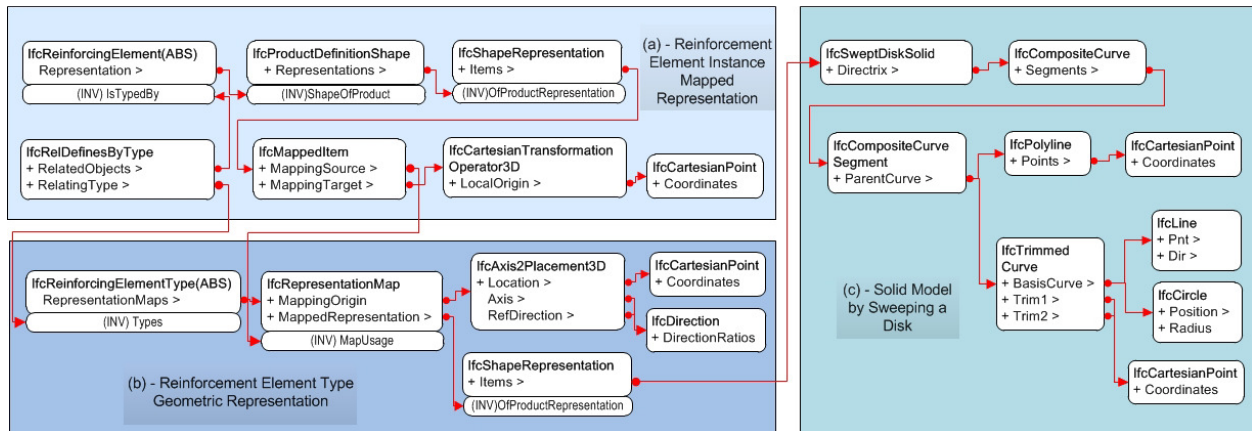 IfcReinforcingElement(ABS)
Representation >
(INV) IsTypedBy
IfcProductDefinitionShape
+ Representations >
(INV)ShapeOfProduct
IfcShapeRepresentation
+ Items >
(INV)OfProductRepresentation
(a) - Reinforcement
Element Instance
Mapped
Representation
IfcRelDefinesByType
+ RelatedObjects >
+ RelatingType >
IfcMappedItem
+ MappingSource >
+ MappingTarget >
IfcCartesianTransformation
Operator3D
+ LocalOrigin >
IfcCartesianPoint
+ Coordinates
IfcReinforcingElementType(ABS)
RepresentationMaps >
(INV) Types
IfcRepresentationMap
+ MappingOrigin
+ MappedRepresentation >
(INV) MapUsage
IfcAxis2Placement3D
+ Location >
Axis >
RefDirection >
IfcCartesianPoint
+ Coordinates
IfcDirection
+ DirectionRatios
IfcShapeRepresentation
+ Items >
(INV)OfProductRepresentation
(b) - Reinforcement Element Type
Geometric Representation
IfcSweptDiskSolid
+ Directrix >
IfcCompositeCurve
+ Segments >
IfcCompositeCurve
Segment
+ ParentCurve >
IfcPolyline
+ Points >
IfcCartesianPoint
+ Coordinates
IfcTrimmed
Curve
+ BasisCurve >
+ Trim1 >
+ Trim2 >
IfcLine
+ Pnt >
+ Dir >
IfcCircle
+ Position >
+ Radius
IfcCartesianPoint
+ Coordinates
(c) - Solid Model
by Sweeping a
Disk